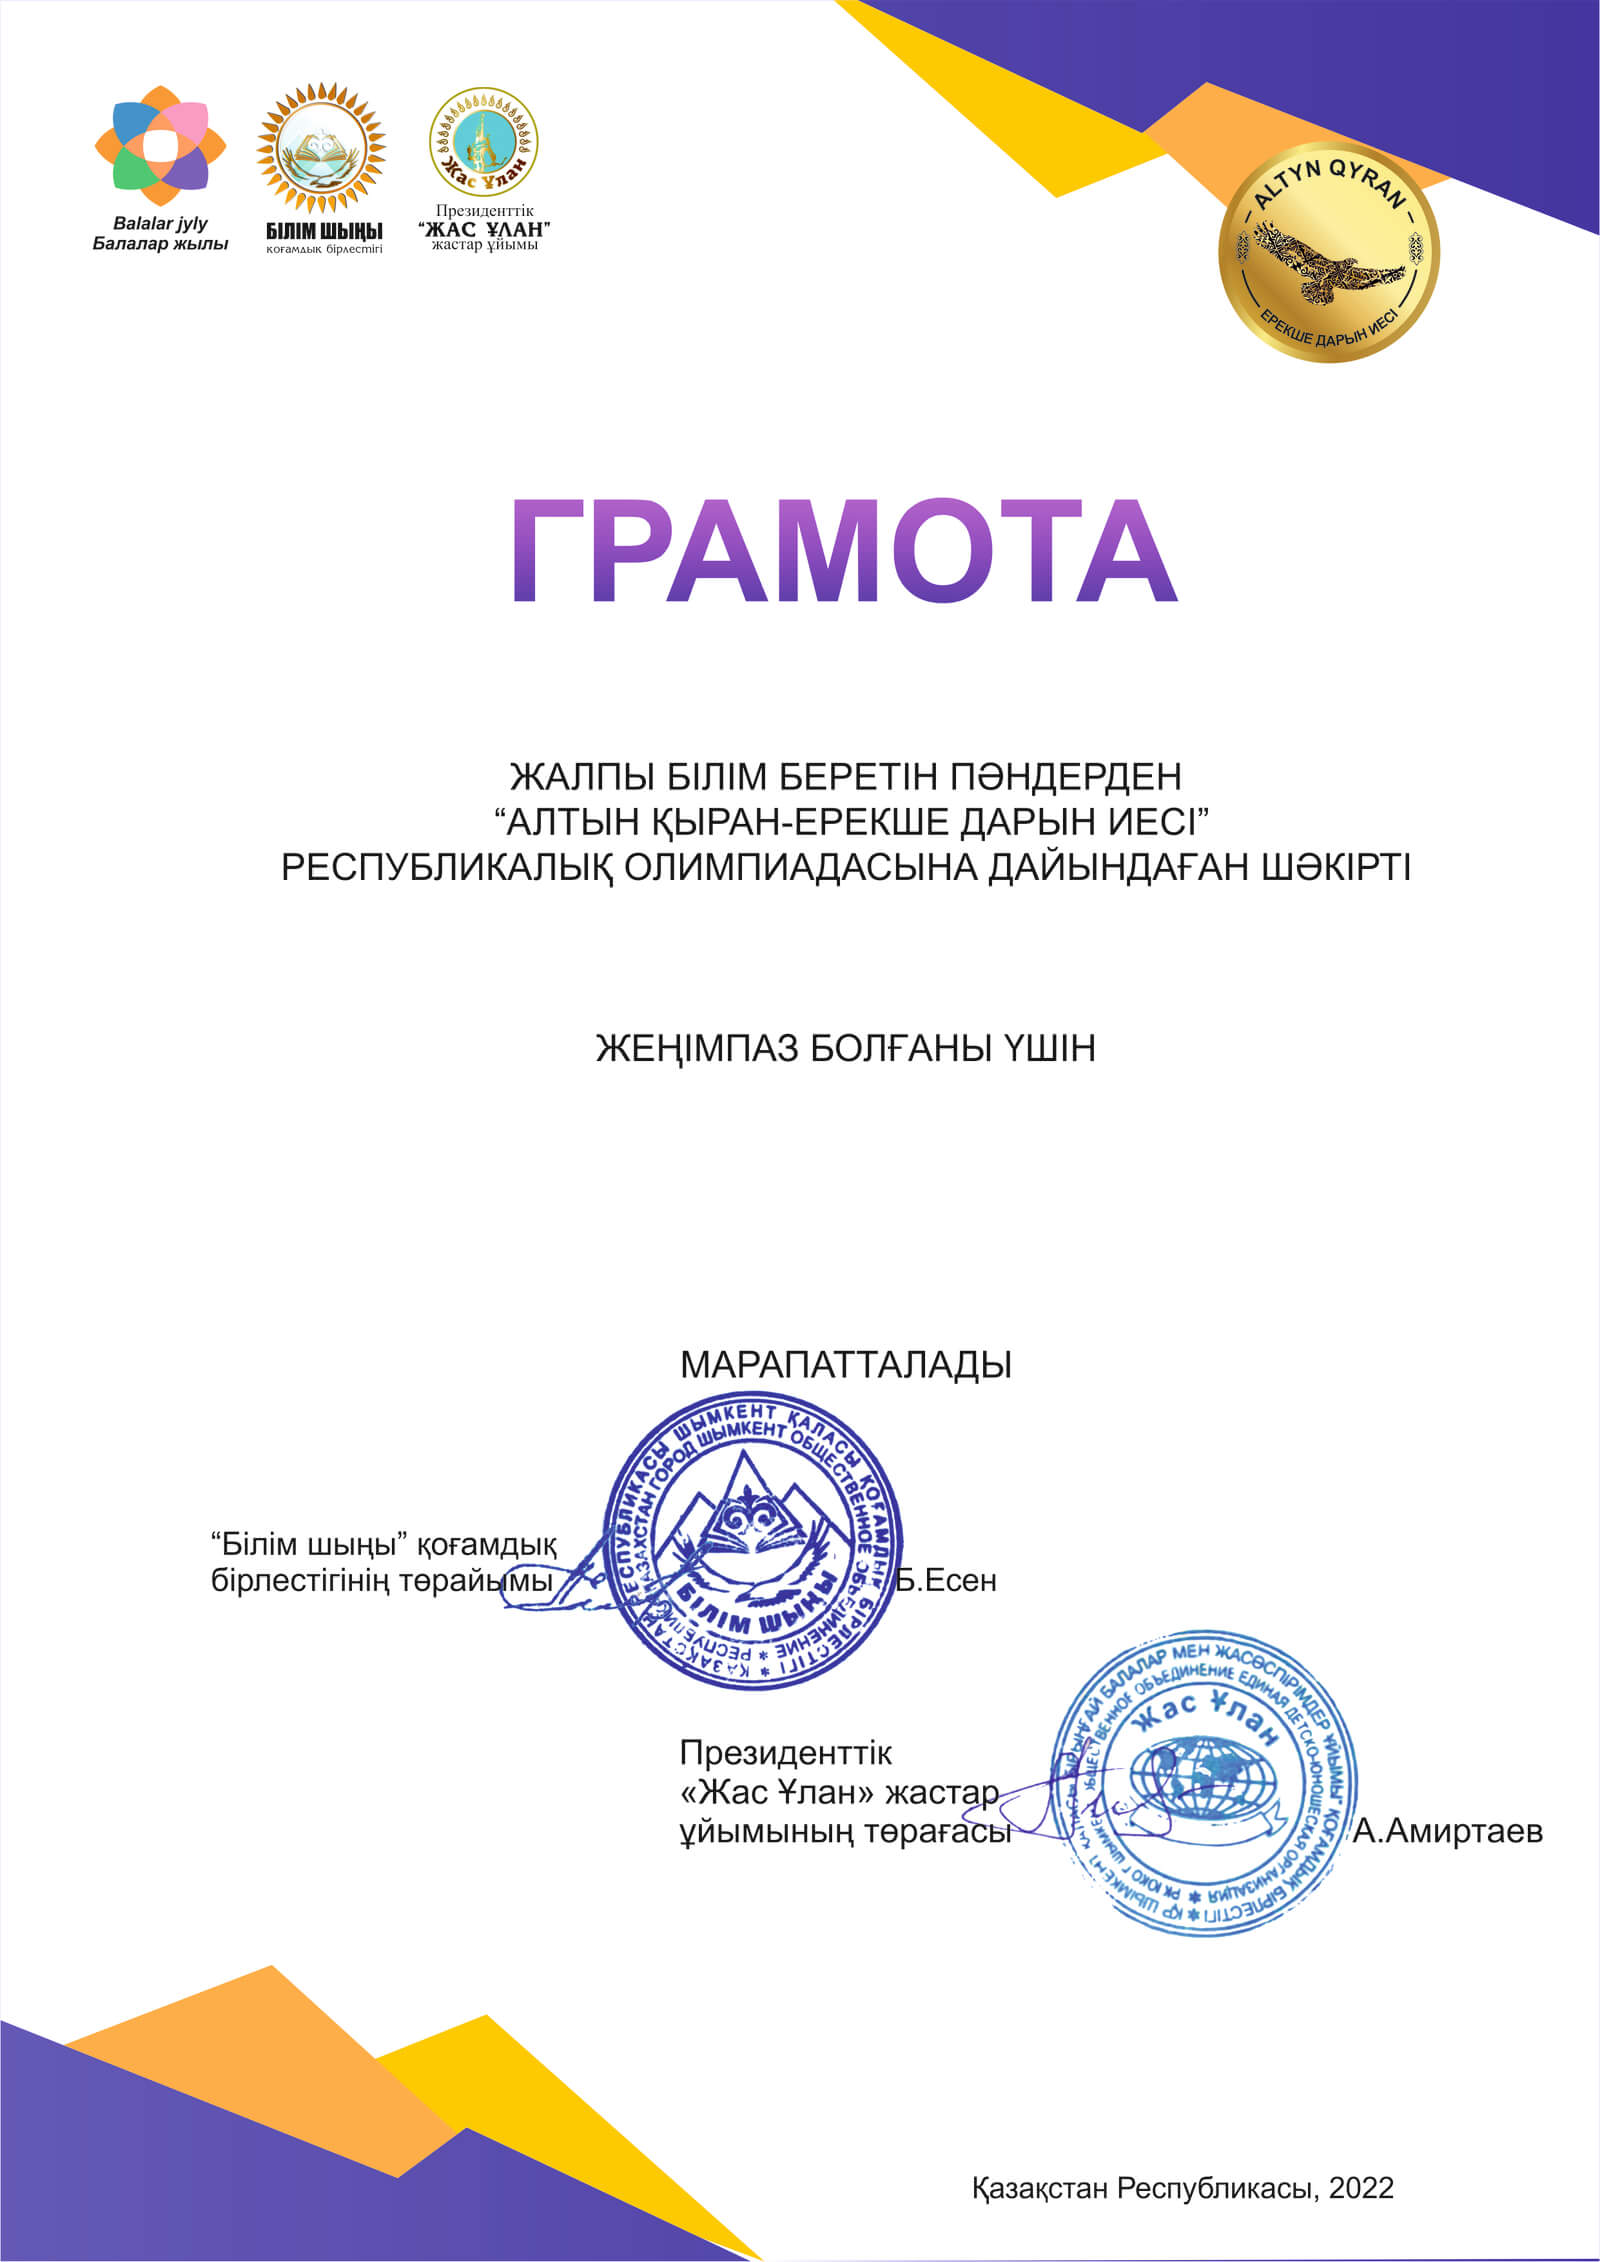 Balalar jyly
Балалар жылы
БІЛІМ ШЫҢЫ
қоғамдық бірлестігі
Жас Ұлан
Президенттік
“ЖАС ҰЛАН”
жастар ұйымы
– ALTYN QYRAN –
ЕРЕКШЕ ДАРЫН ИЕСІ
ГРАМОТА
ЖАЛПЫ БІЛІМ БЕРЕТІН ПӘНДЕРДЕН
“АЛТЫН ҚЫРАН-ЕРЕКШЕ ДАРЫН ИЕСІ”
РЕСПУБЛИКАЛЫҚ ОЛИМПИАДАСЫНА ДАЙЫНДАҒАН ШӘКІРТІ
ЖЕҢІМПАЗ БОЛҒАНЫ ҮШІН
МАРАПАТТАЛАДЫ
“Білім шыңы” қоғамдық
бірлестігінің төрайымы
Б.Есен
ҚАЗАҚСТАН РЕСПУБЛИКАСЫ ШЫМКЕНТ ҚАЛАСЫ ҚОҒАМДЫҚ БІРЛЕСТІГІ
РЕСПУБЛИКА КАЗАХСТАН ГОРОД ШЫМКЕНТ ОБЩЕСТВЕННОЕ ОБЪЕДИНЕНИЕ
БІЛІМ ШЫҢЫ
Президенттік
«Жас Ұлан» жастар
ұйымының төрағасы
А.Амиртаев
БІРЫҢҒАЙ БАЛАЛАР МЕН ЖАСӨСПІРІМДЕР ҰЙЫМЫ" ҚОҒАМДЫҚ БІРЛЕСТІГІ
ОБЪЕДИНЕНИЕ ЕДИНАЯ ДЕТСКО-ЮНОШЕСКАЯ ОРГАНИЗАЦИЯ
Жас Ұлан
Қазақстан Республикасы, 2022